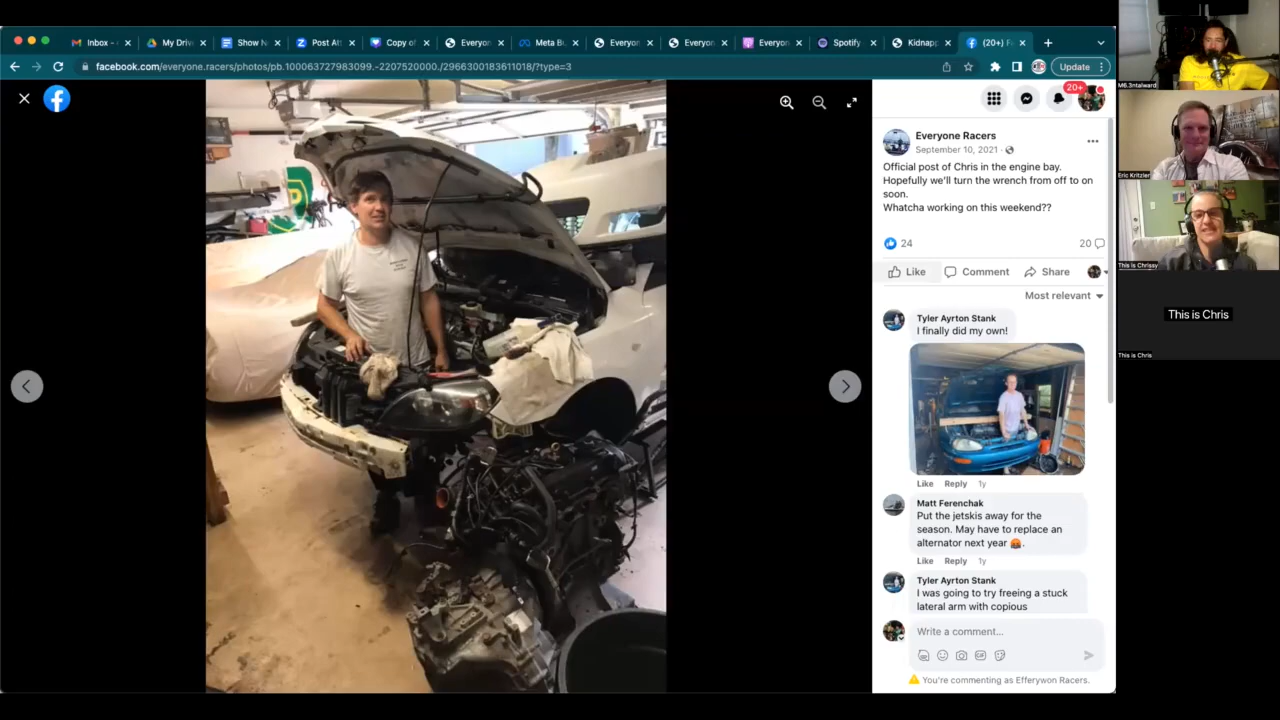 Inbox -
My Driv
Show N
Post Att
Copy of
Everyon
Meta Bu
Everyon
Everyon
Everyon
Spotify
Kidnap
(20+) F
facebook.com/everyone.racers/photos/pb.100063727983099.-2207520000./2966300183611018/?type=3
Update
20+
Everyone Racers
September 10, 2021
Official post of Chris in the engine bay.
Hopefully we'll turn the wrench from off to on
soon.
Whatcha working on this weekend??
24
20
Like
Comment
Share
Most relevant
Tyler Ayrton Stank
I finally did my own!
Like Reply 1y
Matt Ferenchak
Put the jetskis away for the
season. May have to replace an
alternator next year 🤬.
Like Reply 1y
Tyler Ayrton Stank
I was going to try freeing a stuck
lateral arm with copious
Write a comment...
GIF
You're commenting as Efferywon Racers.
M6.3ntalward
Eric Kritzler
This is Chrissy
This is Chris
This is Chris